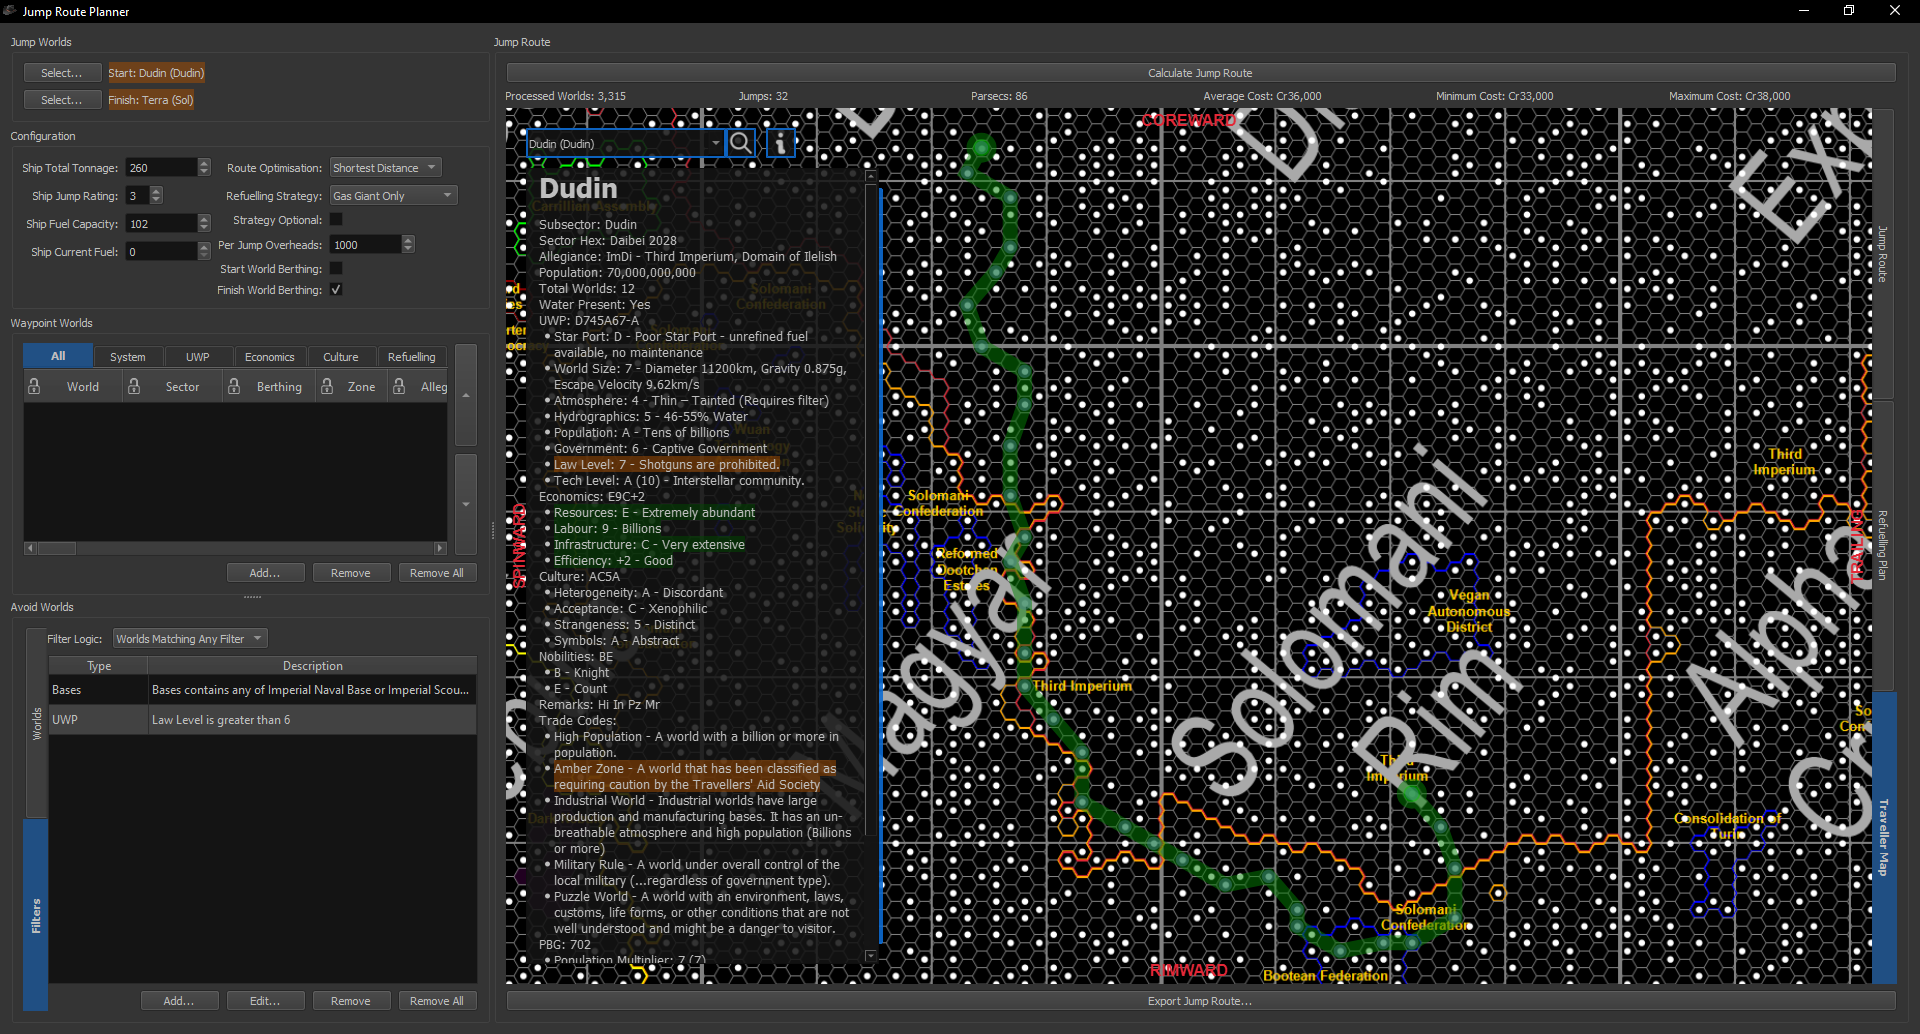 Jump Route Planner
Jump Worlds
Select...
Start: Dudin (Dudin)
Select...
Finish: Terra (Sol)
Configuration
Ship Total Tonnage: 260
Route Optimisation: Shortest Distance
Ship Jump Rating: 3
Refuelling Strategy: Gas Giant Only
Ship Fuel Capacity: 102
Strategy Optional:
Ship Current Fuel: 0
Per Jump Overheads: 1000
Start World Berthing:
Finish World Berthing:
Waypoint Worlds
All System UWP Economics Culture Refuelling
World Sector Berthing Zone Alleg
Add... Remove Remove All
Avoid Worlds
Worlds
Filters
Filter Logic: Worlds Matching Any Filter
Type Description
Bases Bases contains any of Imperial Naval Base or Imperial Scou...
UWP Law Level is greater than 6
Add... Edit... Remove Remove All
Jump Route
Calculate Jump Route
Processed Worlds: 3,315 Jumps: 32 Parsecs: 86 Average Cost: Cr36,000 Minimum Cost: Cr33,000 Maximum Cost: Cr38,000
Dudin (Dudin)
Dudin
Subsector: Dudin
Sector Hex: Daibei 2028
Allegiance: ImDi - Third Imperium, Domain of Ilelish
Population: 70,000,000,000
Total Worlds: 12
Water Present: Yes
UWP: D745A67-A
• Star Port: D - Poor Star Port - unrefined fuel
available, no maintenance
• World Size: 7 - Diameter 11200km, Gravity 0.875g,
Escape Velocity 9.62km/s
• Atmosphere: 4 - Thin – Tainted (Requires filter)
• Hydrographics: 5 - 46-55% Water
• Population: A - Tens of billions
• Government: 6 - Captive Government
• Law Level: 7 - Shotguns are prohibited.
• Tech Level: A (10) - Interstellar community.
Economics: E9C+2
• Resources: E - Extremely abundant
• Labour: 9 - Billions
• Infrastructure: C - Very extensive
• Efficiency: +2 - Good
Culture: AC5A
• Heterogeneity: A - Discordant
• Acceptance: C - Xenophilic
• Strangeness: 5 - Distinct
• Symbols: A - Abstract
Nobilities: BE
• B - Knight
• E - Count
Remarks: Hi In Pz Mr
Trade Codes:
• High Population - A world with a billion or more in
population.
• Amber Zone - A world that has been classified as
requiring caution by the Travellers' Aid Society
• Industrial World - Industrial worlds have large
production and manufacturing bases. It has an un-
breathable atmosphere and high population (Billions
or more)
• Military Rule - A world under overall control of the
local military (...regardless of government type).
• Puzzle World - A world with an environment, laws,
customs, life forms, or other conditions that are not
well understood and might be a danger to visitor.
PBG: 702
• Population Multiplier: 7 (7)
COREWARD
SPINWARD
TRAILING
RIMWARD
Solomani
Confederation
Reformed
Dootchen
Estates
Third Imperium
Magyar
Solomani
Rim
Vegan
Autonomous
District
Third
Imperium
Third
Imperium
Alpha
Consolidation of
Turin
Solomani
Confederation
Bootean Federation
Jump Route
Refuelling Plan
Traveller Map
Export Jump Route...